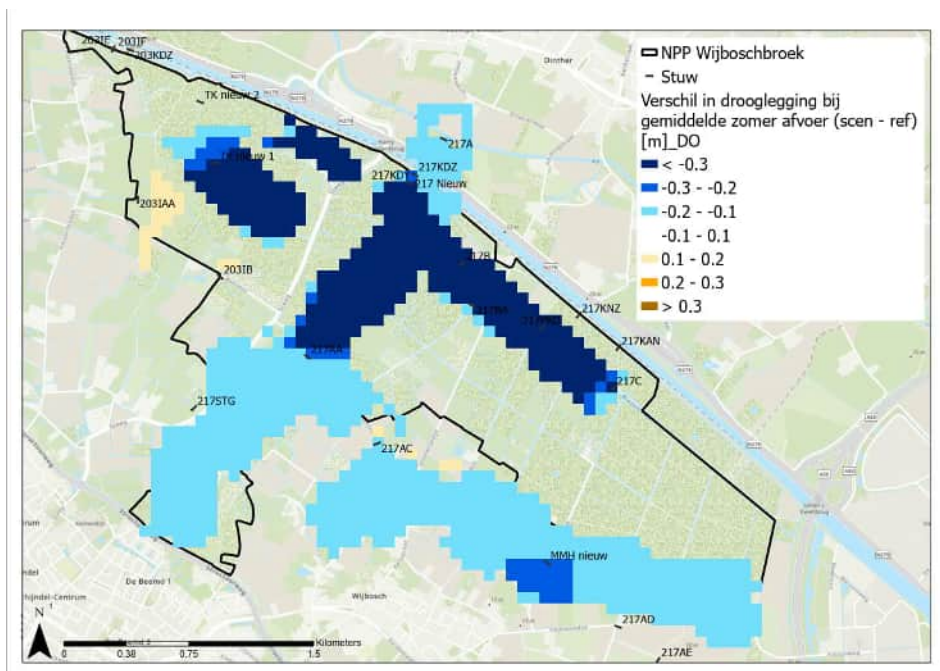 203IE
203IF
203KDZ
TK nieuw 2
Dinther
N279
217A
TK nieuw 1
217KDZ
217 Nieuw
203IAA
217B
203IB
217KNZ
217KAN
217C
217STG
217AC
MMH nieuw
De Beemd 1
Wijbosch
217AD
217AE
NPP Wijboschbroek
Stuw
Verschil in drooglegging bij
gemiddelde zomer afvoer (scen - ref)
[m]_DO
< -0.3
-0.3 - -0.2
-0.2 - -0.1
-0.1 - 0.1
0.1 - 0.2
0.2 - 0.3
> 0.3
N
Kilometers
0 0.38 0.75 1.5